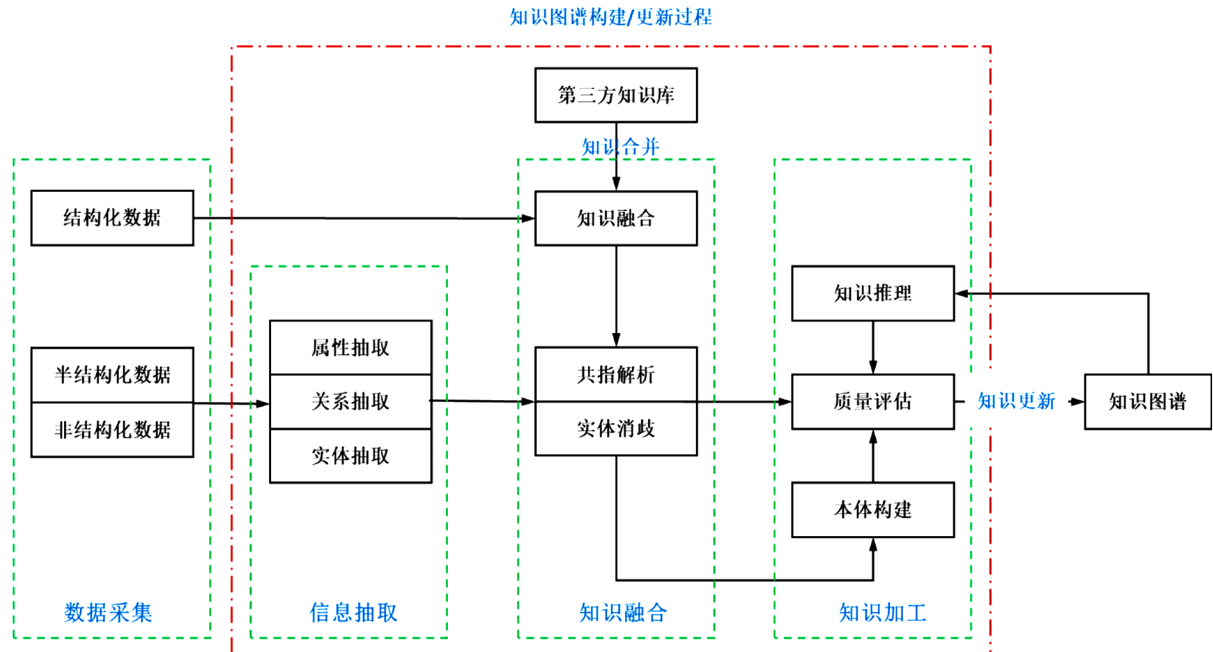 知识图谱构建/更新过程
第三方知识库
知识合并
结构化数据
知识融合
知识推理
属性抽取
半结构化数据
共指解析
关系抽取
质量评估
知识更新
知识图谱
非结构化数据
实体消歧
实体抽取
本体构建
数据采集
信息抽取
知识融合
知识加工